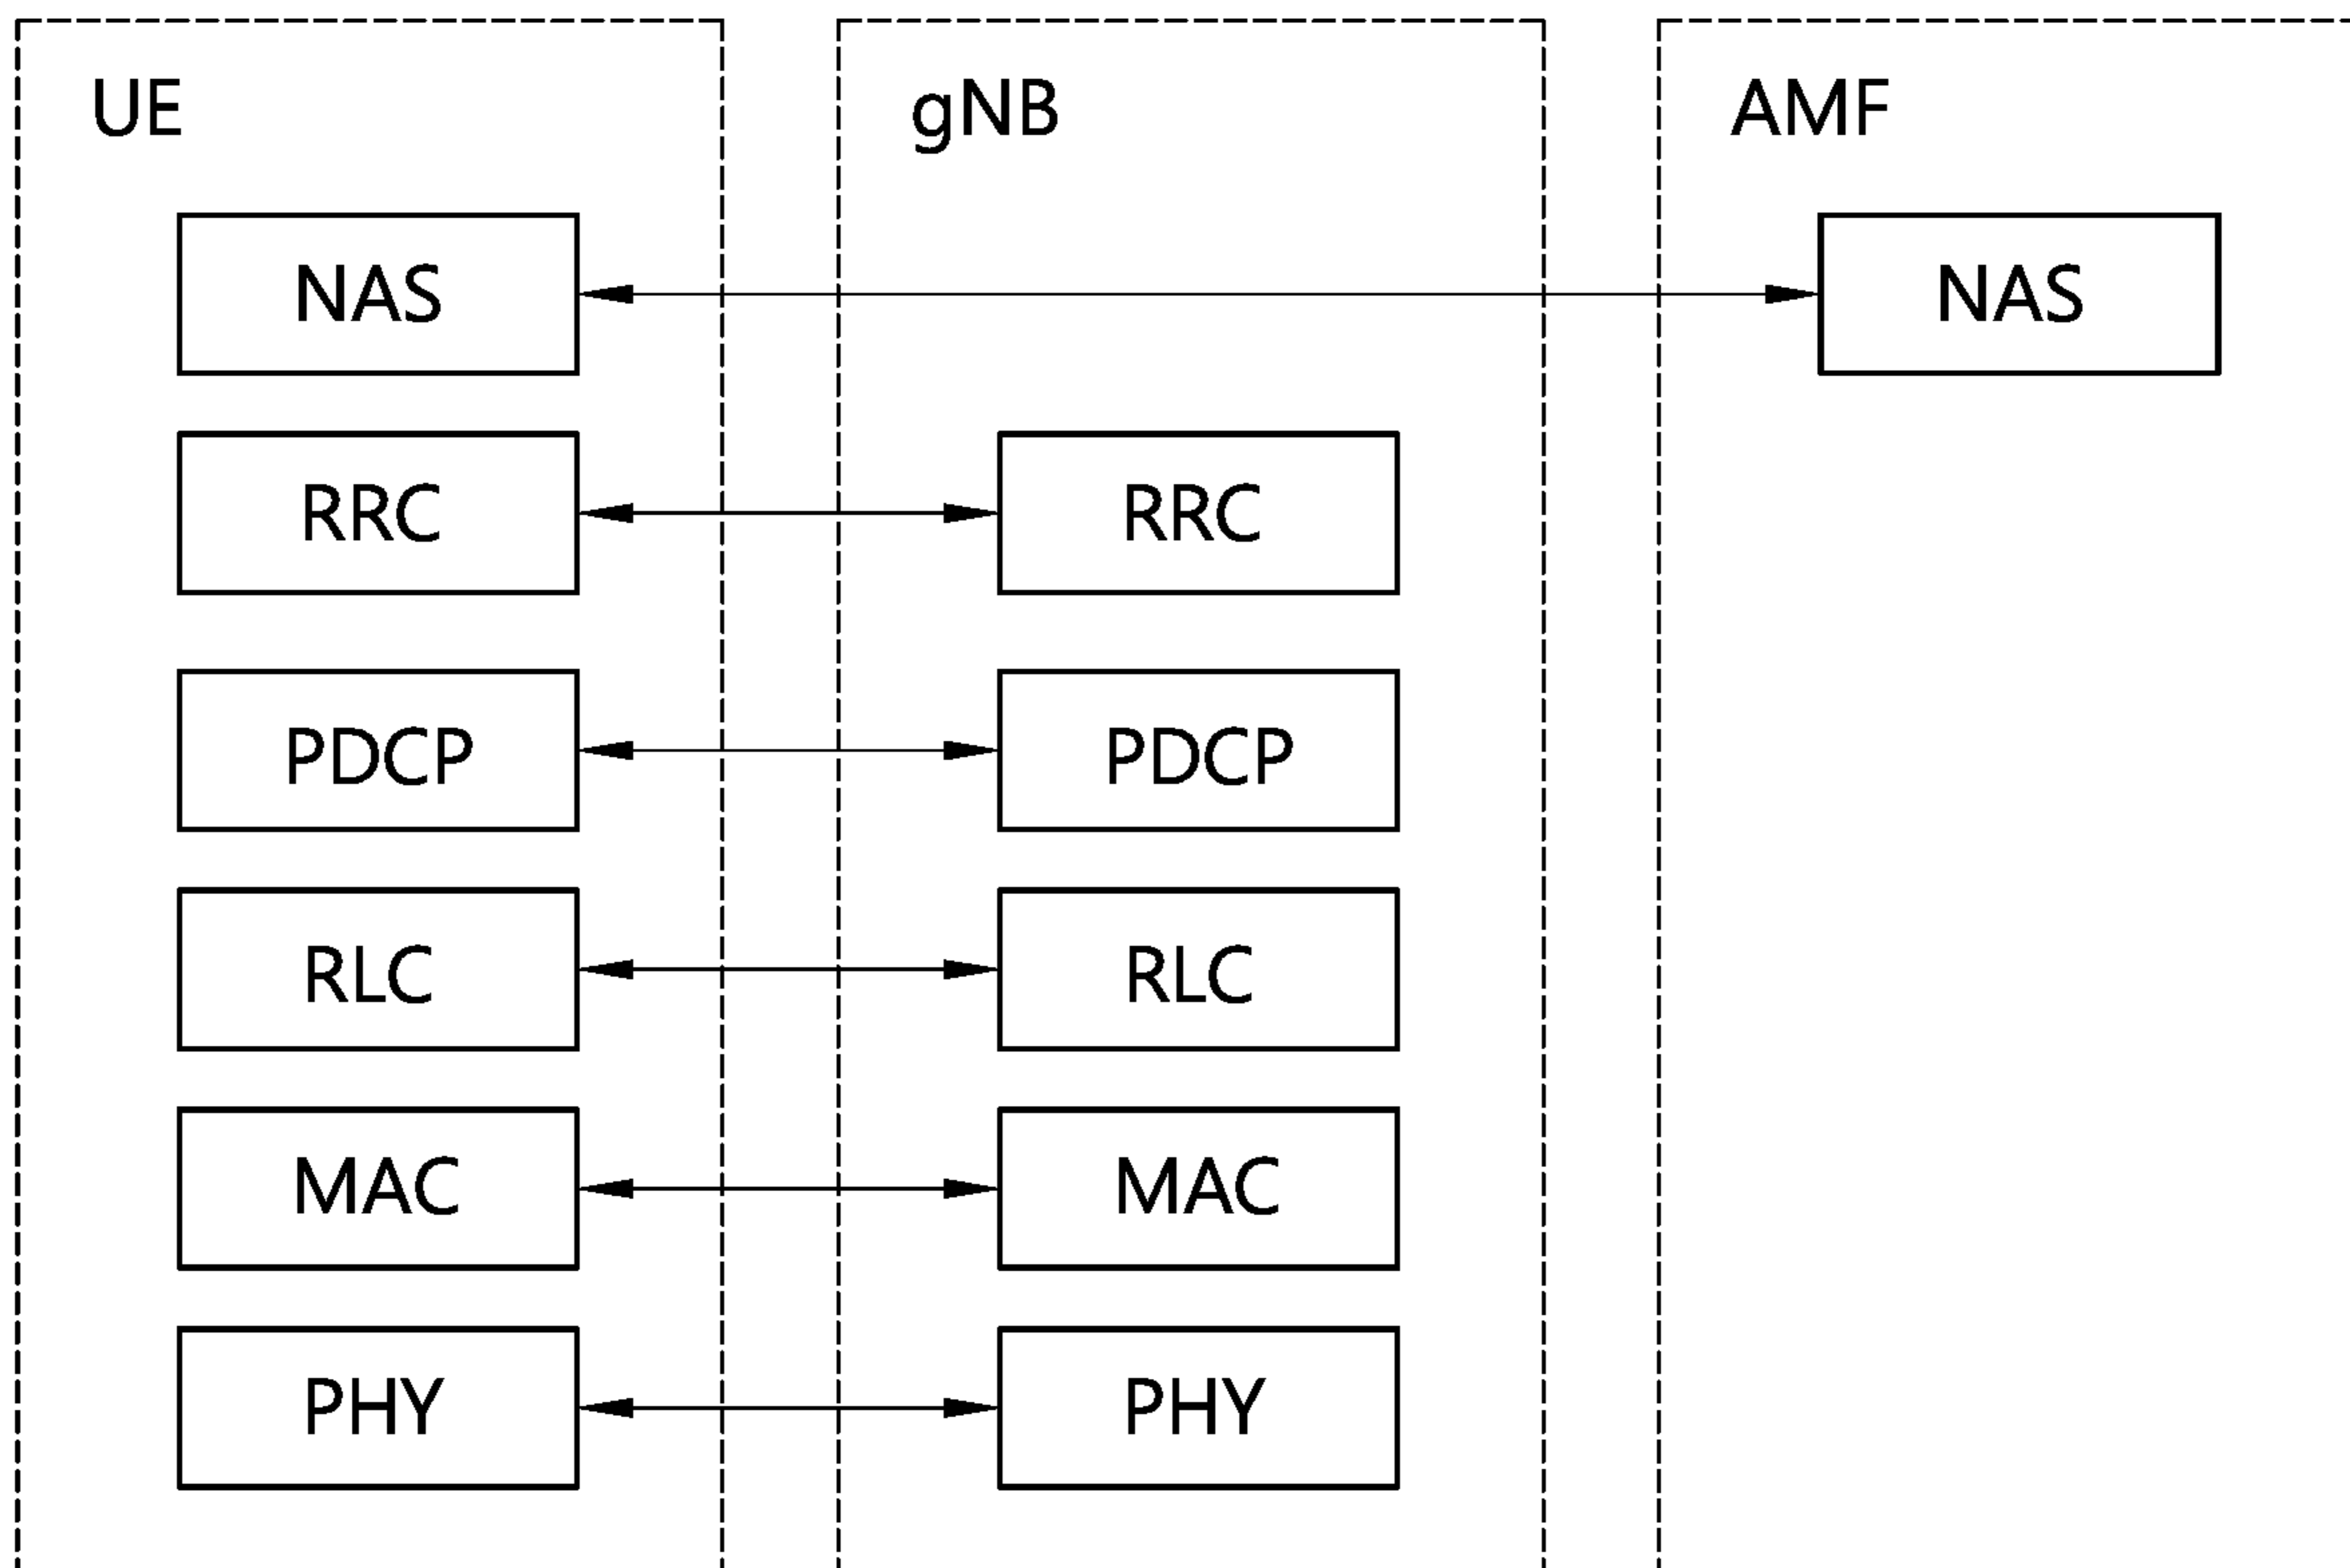 UE gNB AMF
NAS NAS
RRC RRC
PDCP PDCP
RLC RLC
MAC MAC
PHY PHY